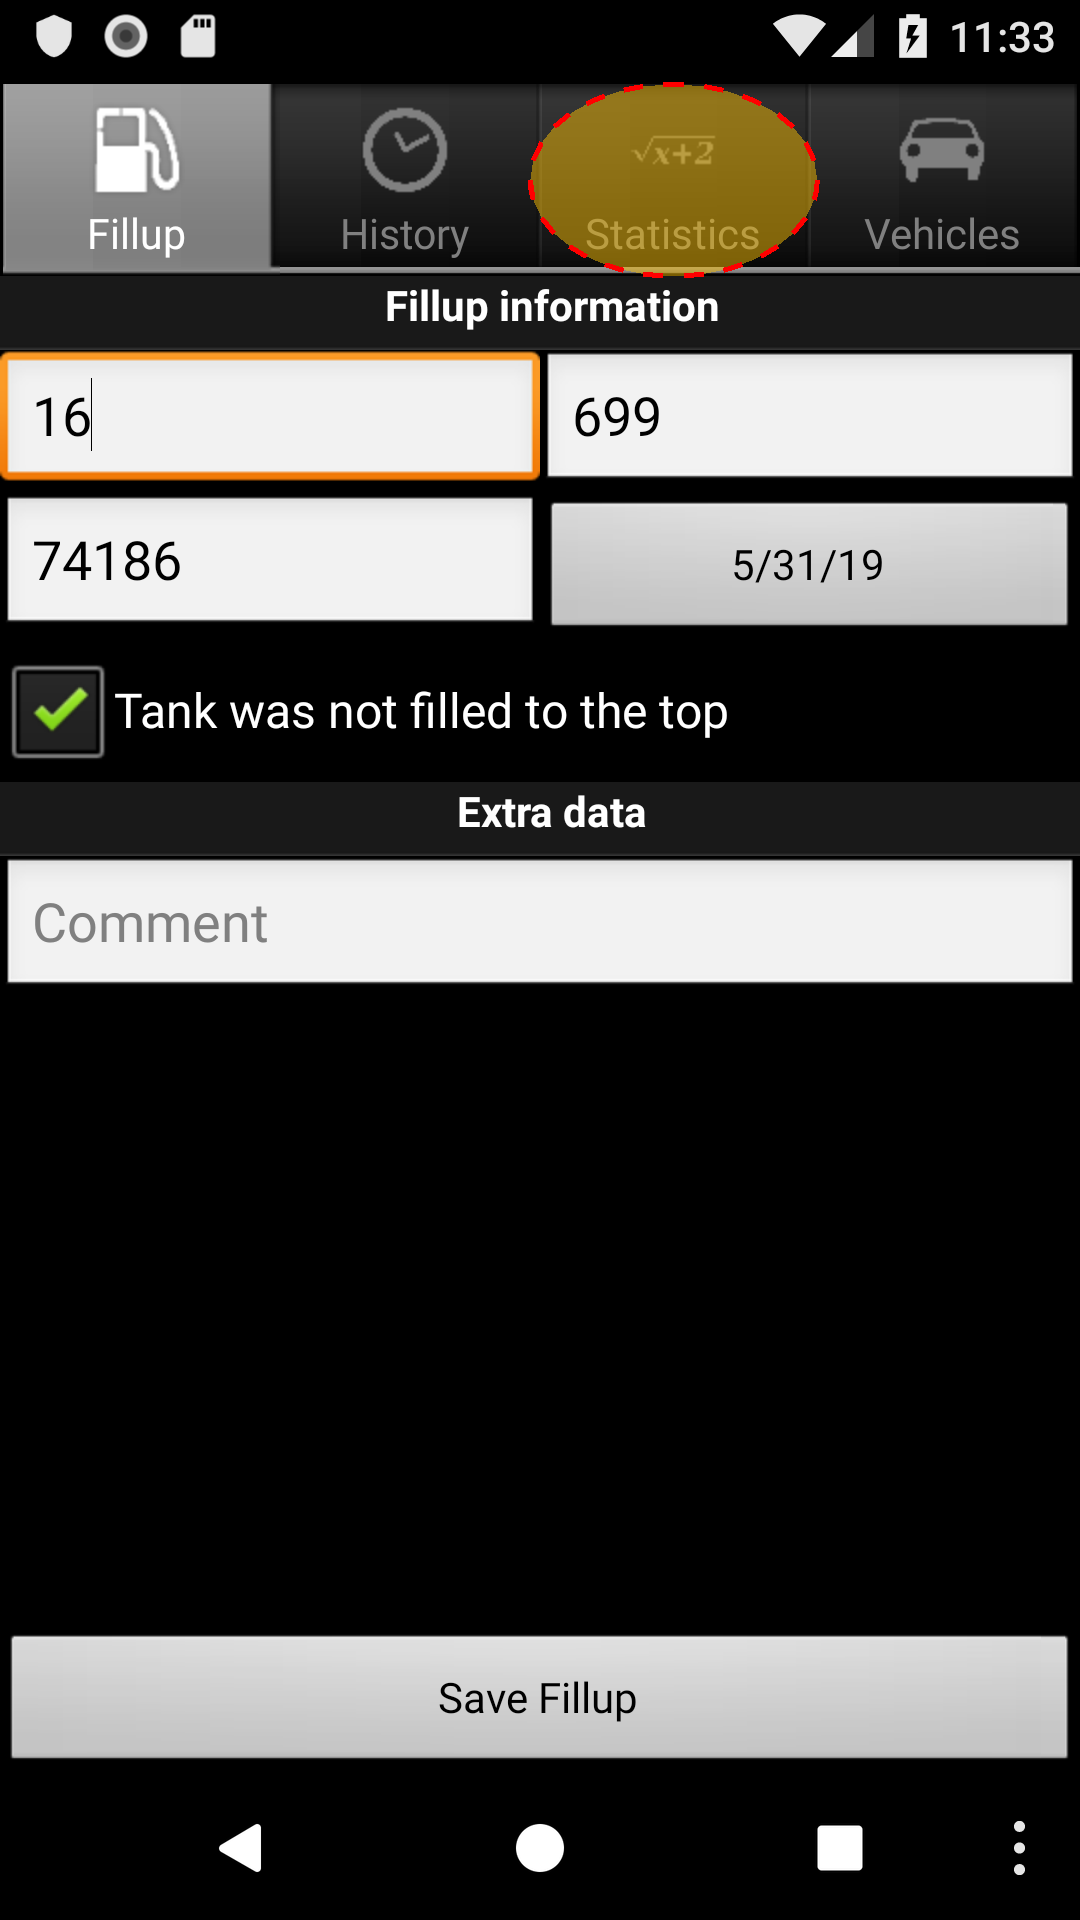 11:33
Fillup
History
√x+2
Statistics
Vehicles
Fillup information
16
699
74186
5/31/19
Tank was not filled to the top
Extra data
Comment
Save Fillup